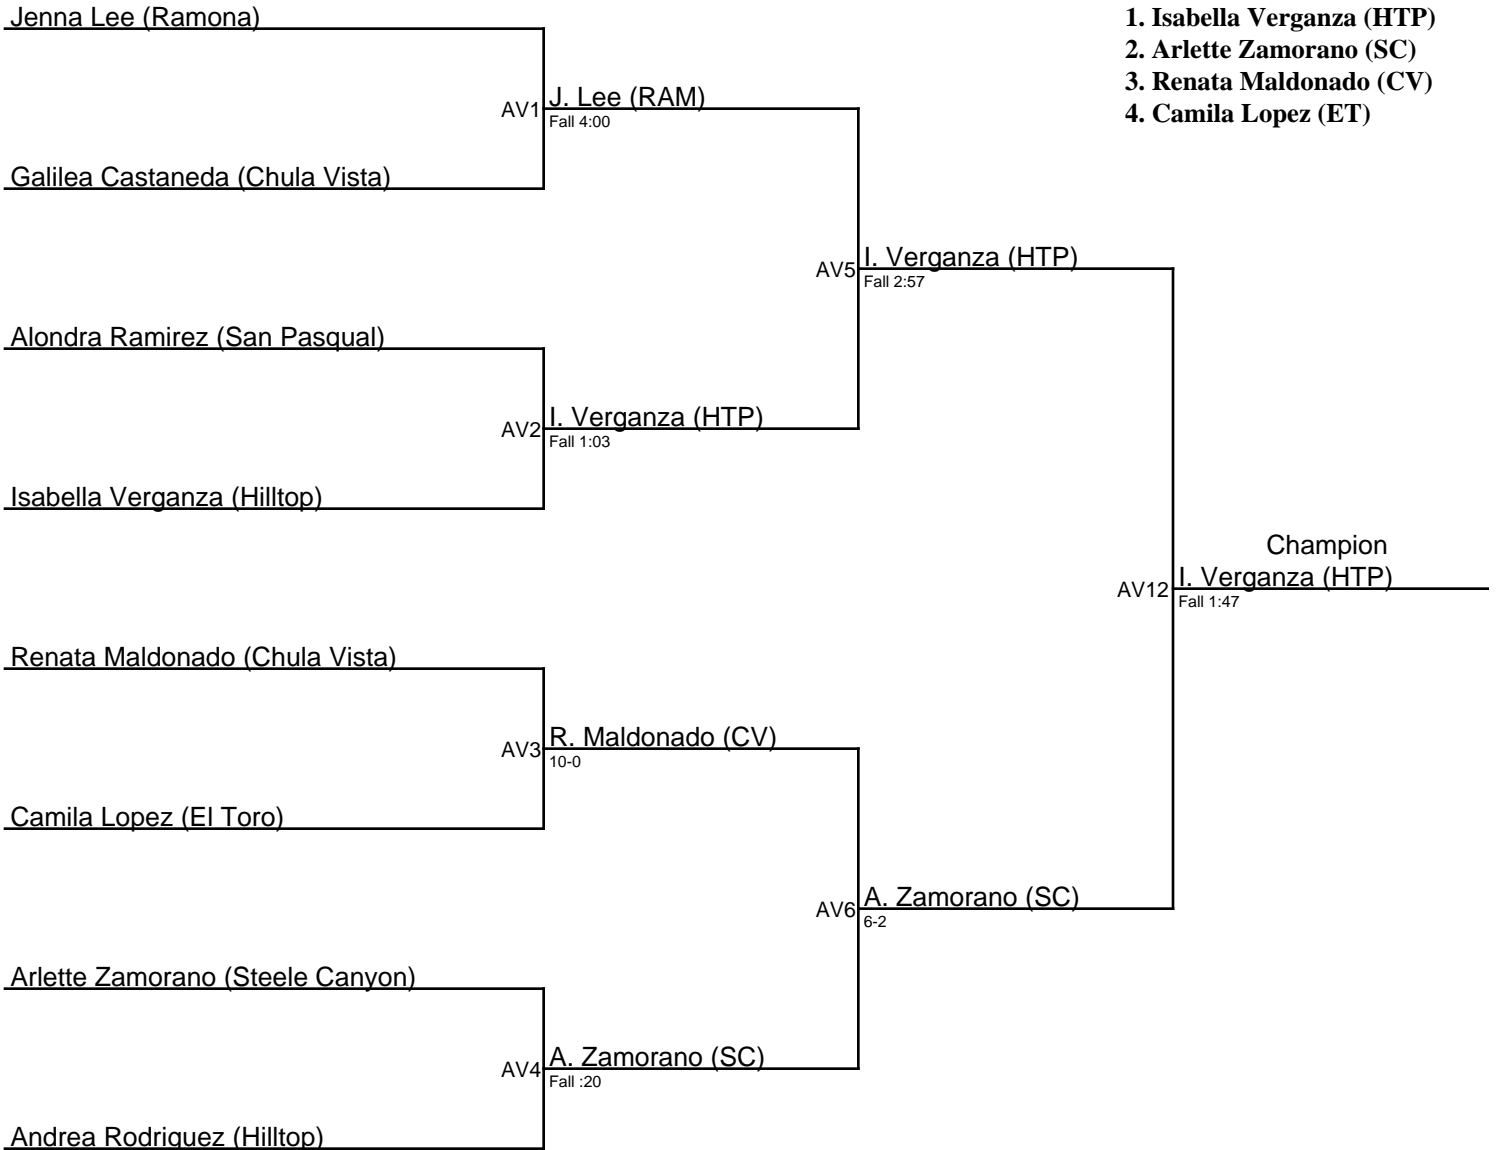 Jenna Lee (Ramona)
1. Isabella Verganza (HTP)
2. Arlette Zamorano (SC)
3. Renata Maldonado (CV)
4. Camila Lopez (ET)
AV1 J. Lee (RAM)
Fall 4:00
Galilea Castaneda (Chula Vista)
AV5 I. Verganza (HTP)
Fall 2:57
Alondra Ramirez (San Pasqual)
AV2 I. Verganza (HTP)
Fall 1:03
Isabella Verganza (Hilltop)
Champion
AV12 I. Verganza (HTP)
Fall 1:47
Renata Maldonado (Chula Vista)
AV3 R. Maldonado (CV)
10-0
Camila Lopez (El Toro)
AV6 A. Zamorano (SC)
6-2
Arlette Zamorano (Steele Canyon)
AV4 A. Zamorano (SC)
Fall :20
Andrea Rodriguez (Hilltop)